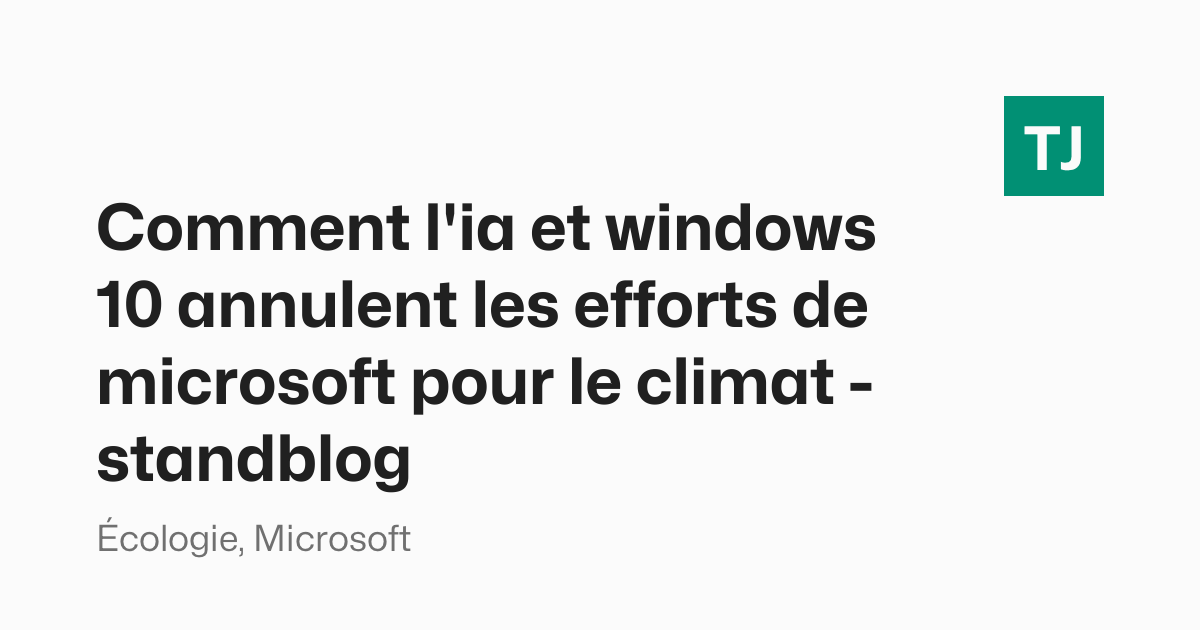 TJ
Comment l'ia et windows
10 annulent les efforts de
microsoft pour le climat -
standblog
Écologie, Microsoft